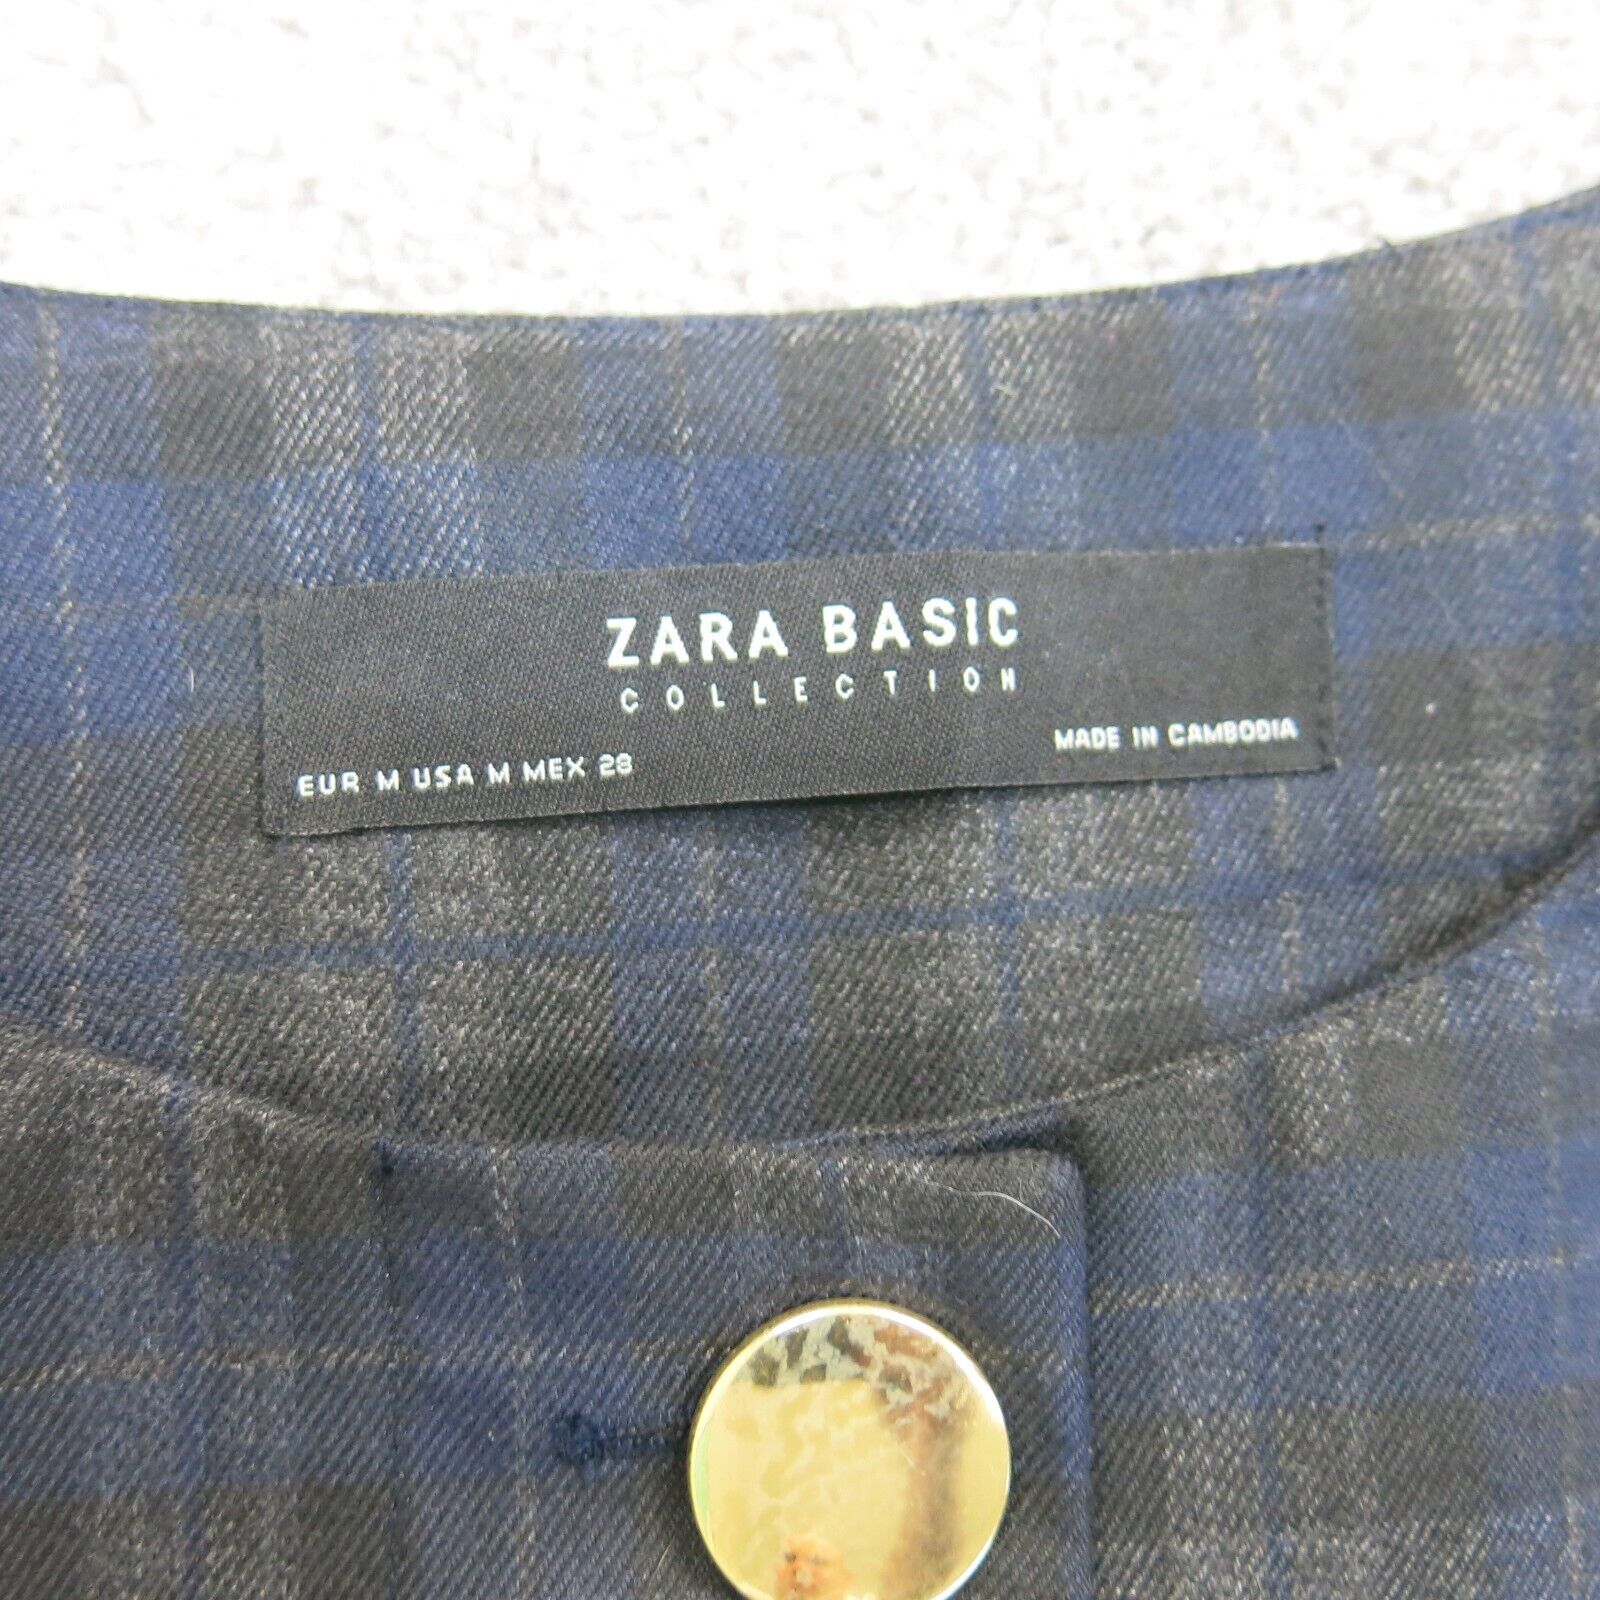 ZARA BASIC
COLLECTION
MADE IN CAMBODIA
EUR M USA M MEX 28